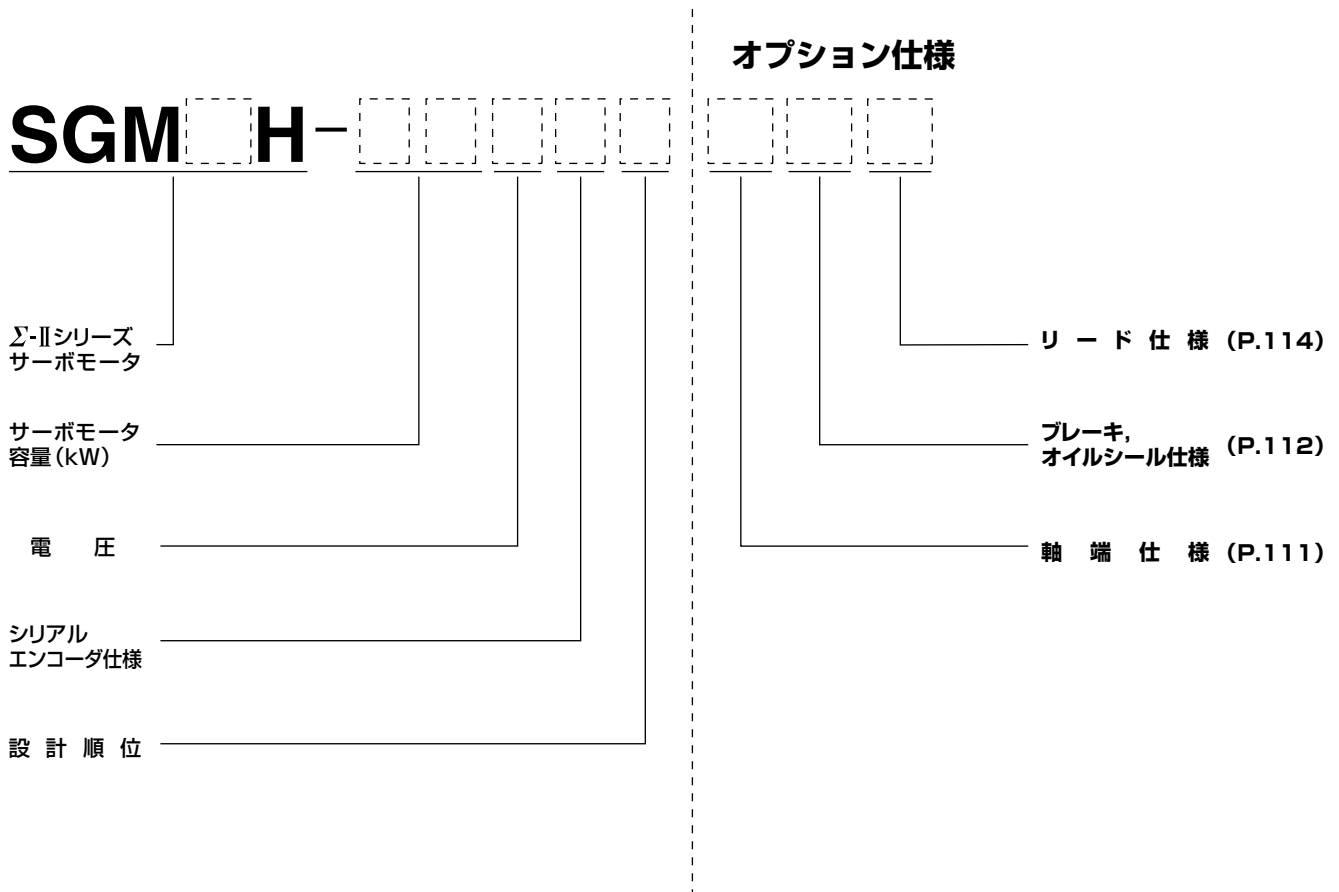 オプション仕様
SGM H-
Σ-Ⅱシリーズ
サーボモータ
サーボモータ
容量(kW)
電 圧
シリアル
エンコーダ仕様
設 計 順 位
リ ー ド 仕 様 (P.114)
ブレーキ,
オイルシール仕様 (P.112)
軸 端 仕 様 (P.111)